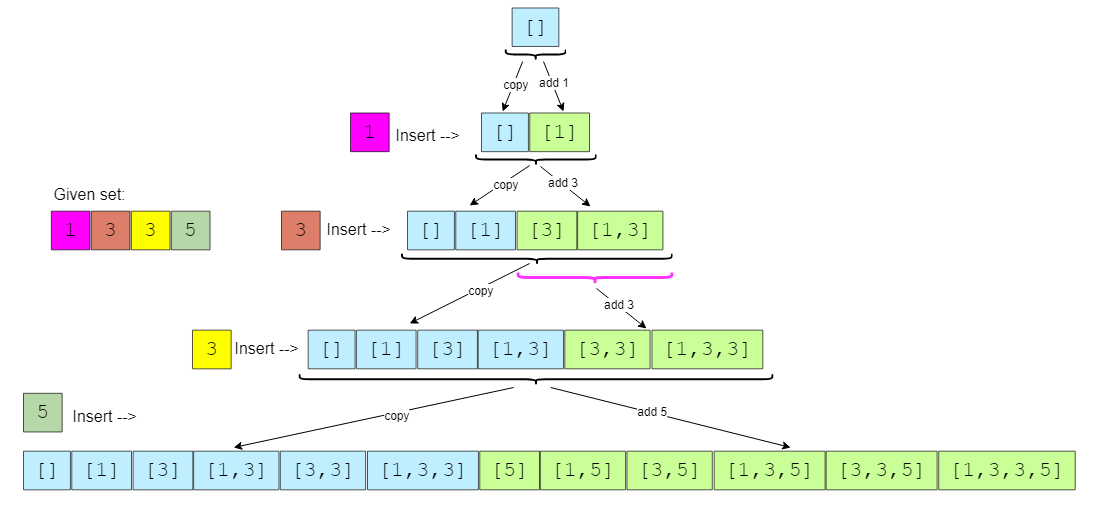 []
copy add 1
1 Insert --> [] [1]
copy add 3
Given set:
1 3 3 5
3 Insert --> [] [1] [3] [1,3]
copy add 3
3 Insert --> [] [1] [3] [1,3] [3,3] [1,3,3]
5 Insert -->
copy add 5
[] [1] [3] [1,3] [3,3] [1,3,3] [5] [1,5] [3,5] [1,3,5] [3,3,5] [1,3,3,5]